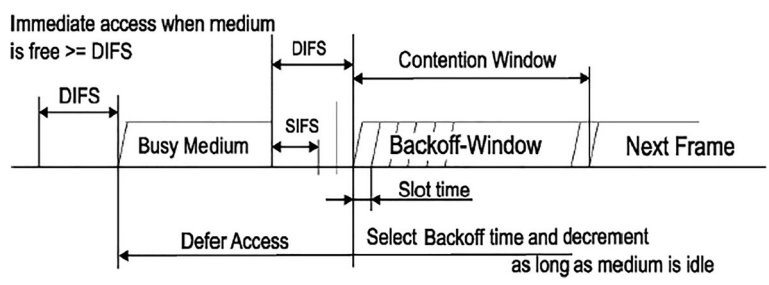 Immediate access when medium
is free >= DIFS
DIFS
DIFS
Contention Window
SIFS
Busy Medium
Backoff-Window
Next Frame
Slot time
Defer Access
Select Backoff time and decrement
as long as medium is idle